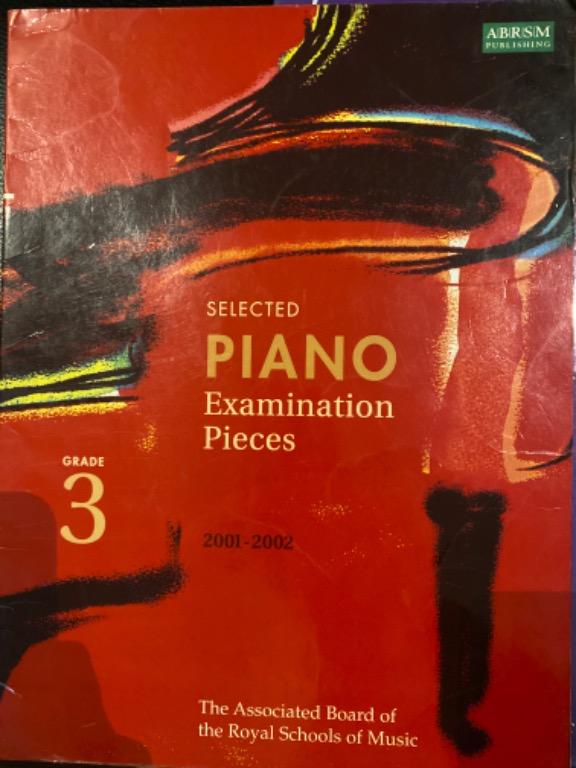 ABRSM
PUBLISHING
SELECTED
PIANO
Examination
Pieces
GRADE
3
2001-2002
The Associated Board of
the Royal Schools of Music